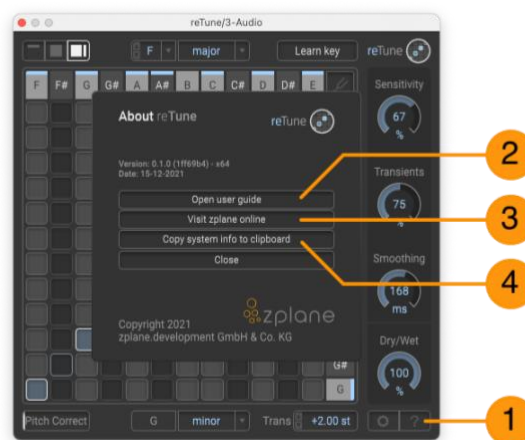 reTune/3-Audio
F major Learn key reTune
F F# G G# A A# B C C# D D# E
Sensitivity
67
%
About reTune reTune
Version: 0.1.0 (1ff69b4) - x64
Date: 15-12-2021
2
Transients
75
%
Open user guide
Visit zplane online
3
Copy system info to clipboard
Close
4
Smoothing
168
ms
zplane
Copyright 2021
zplane.development GmbH & Co. KG
Dry/Wet
100
%
G#
G
Pitch Correct G minor Trans +2.00 st ?
1